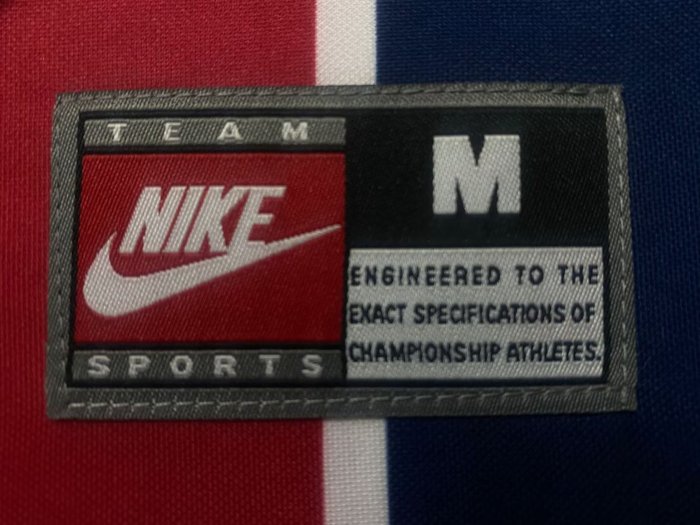 TEAM
NIKE
SPORTS
M
ENGINEERED TO THE
EXACT SPECIFICATIONS OF
CHAMPIONSHIP ATHLETES.